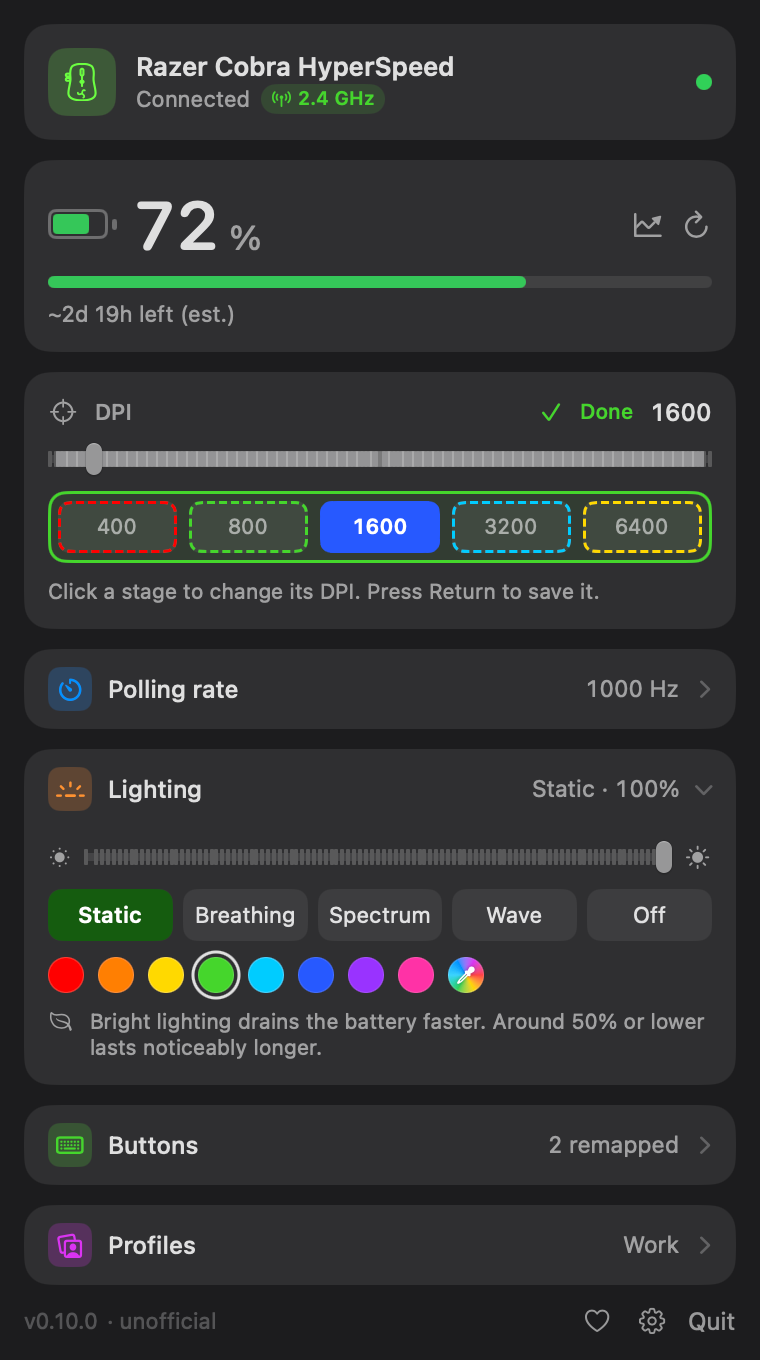 Razer Cobra HyperSpeed
Connected 2.4 GHz
72 %
~2d 19h left (est.)
DPI Done 1600
400 800 1600 3200 6400
Click a stage to change its DPI. Press Return to save it.
Polling rate 1000 Hz
Lighting Static · 100%
Static Breathing Spectrum Wave Off
Bright lighting drains the battery faster. Around 50% or lower
lasts noticeably longer.
Buttons 2 remapped
Profiles Work
v0.10.0 · unofficial Quit